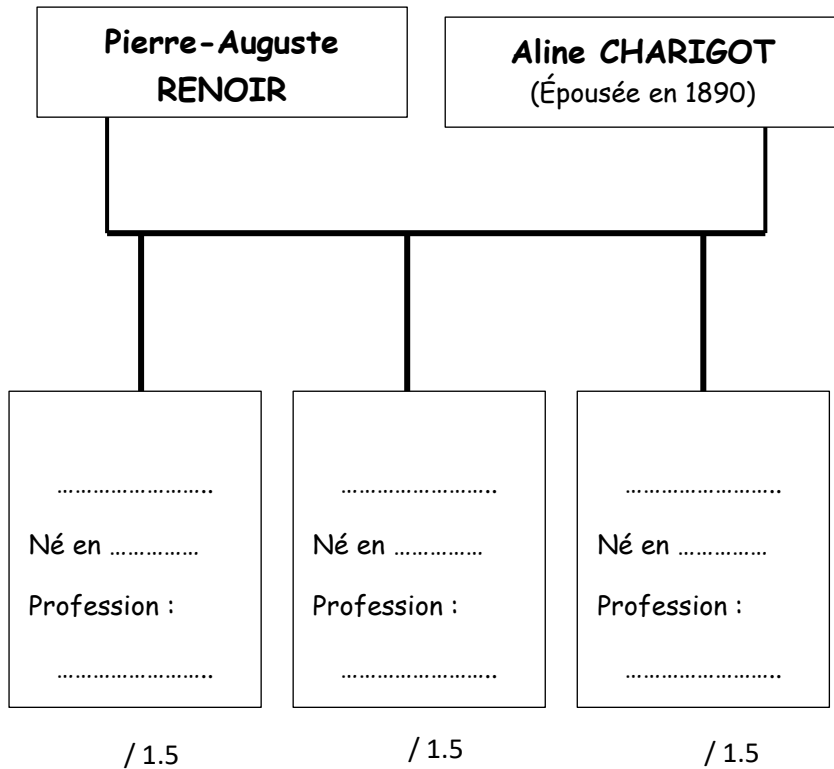 Pierre-Auguste
RENOIR
Aline CHARIGOT
(Épousée en 1890)
……………………..
Né en ……………
Profession :
……………………..
……………………..
Né en ……………
Profession :
……………………..
……………………..
Né en ……………
Profession :
……………………..
/ 1.5
/ 1.5
/ 1.5